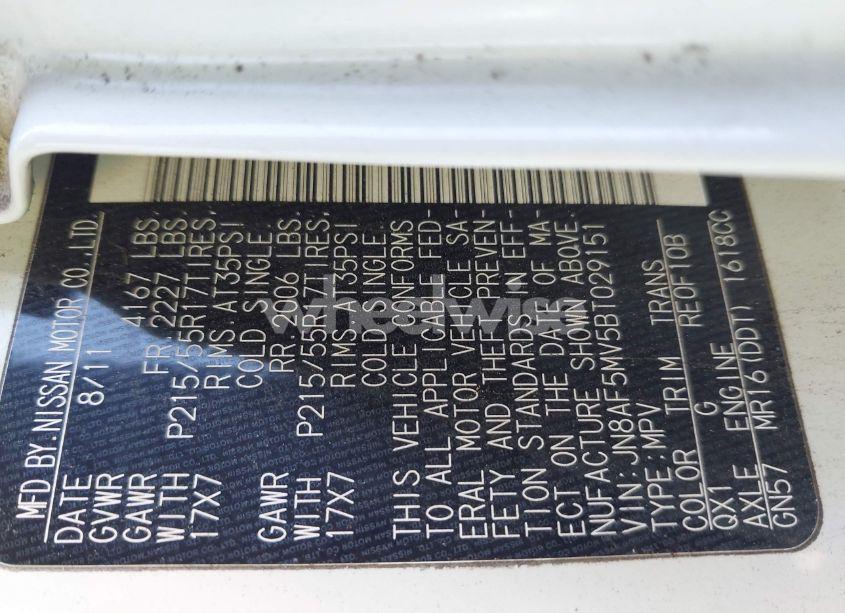 MFD BY.NISSAN MOTOR CO.,LTD.
DATE 8/11
GVWR 4167 LBS.
GAWR FR. 2227 LBS.
WITH P215/55R17TIRES,
17X7 RIMS. AT35PSI
COLD SINGLE.
GAWR RR. 2006 LBS.
WITH P215/55R17TIRES,
17X7 RIMS. AT35PSI
COLD SINGLE.
THIS VEHICLE CONFORMS
TO ALL APPLICABLE FED-
ERAL MOTOR VEHICLE SA-
FETY AND THEFT PREVEN-
TION STANDARDS IN EFF-
ECT ON THE DATE OF MA-
NUFACTURE SHOWN ABOVE.
VIN:JN8AF5MV5BT029151
TYPE:MPV
COLOR TRIM TRANS
QX1 G RE0F10B
AXLE ENGINE
GN57 MR16(DDT) 1618CC
wheelwise